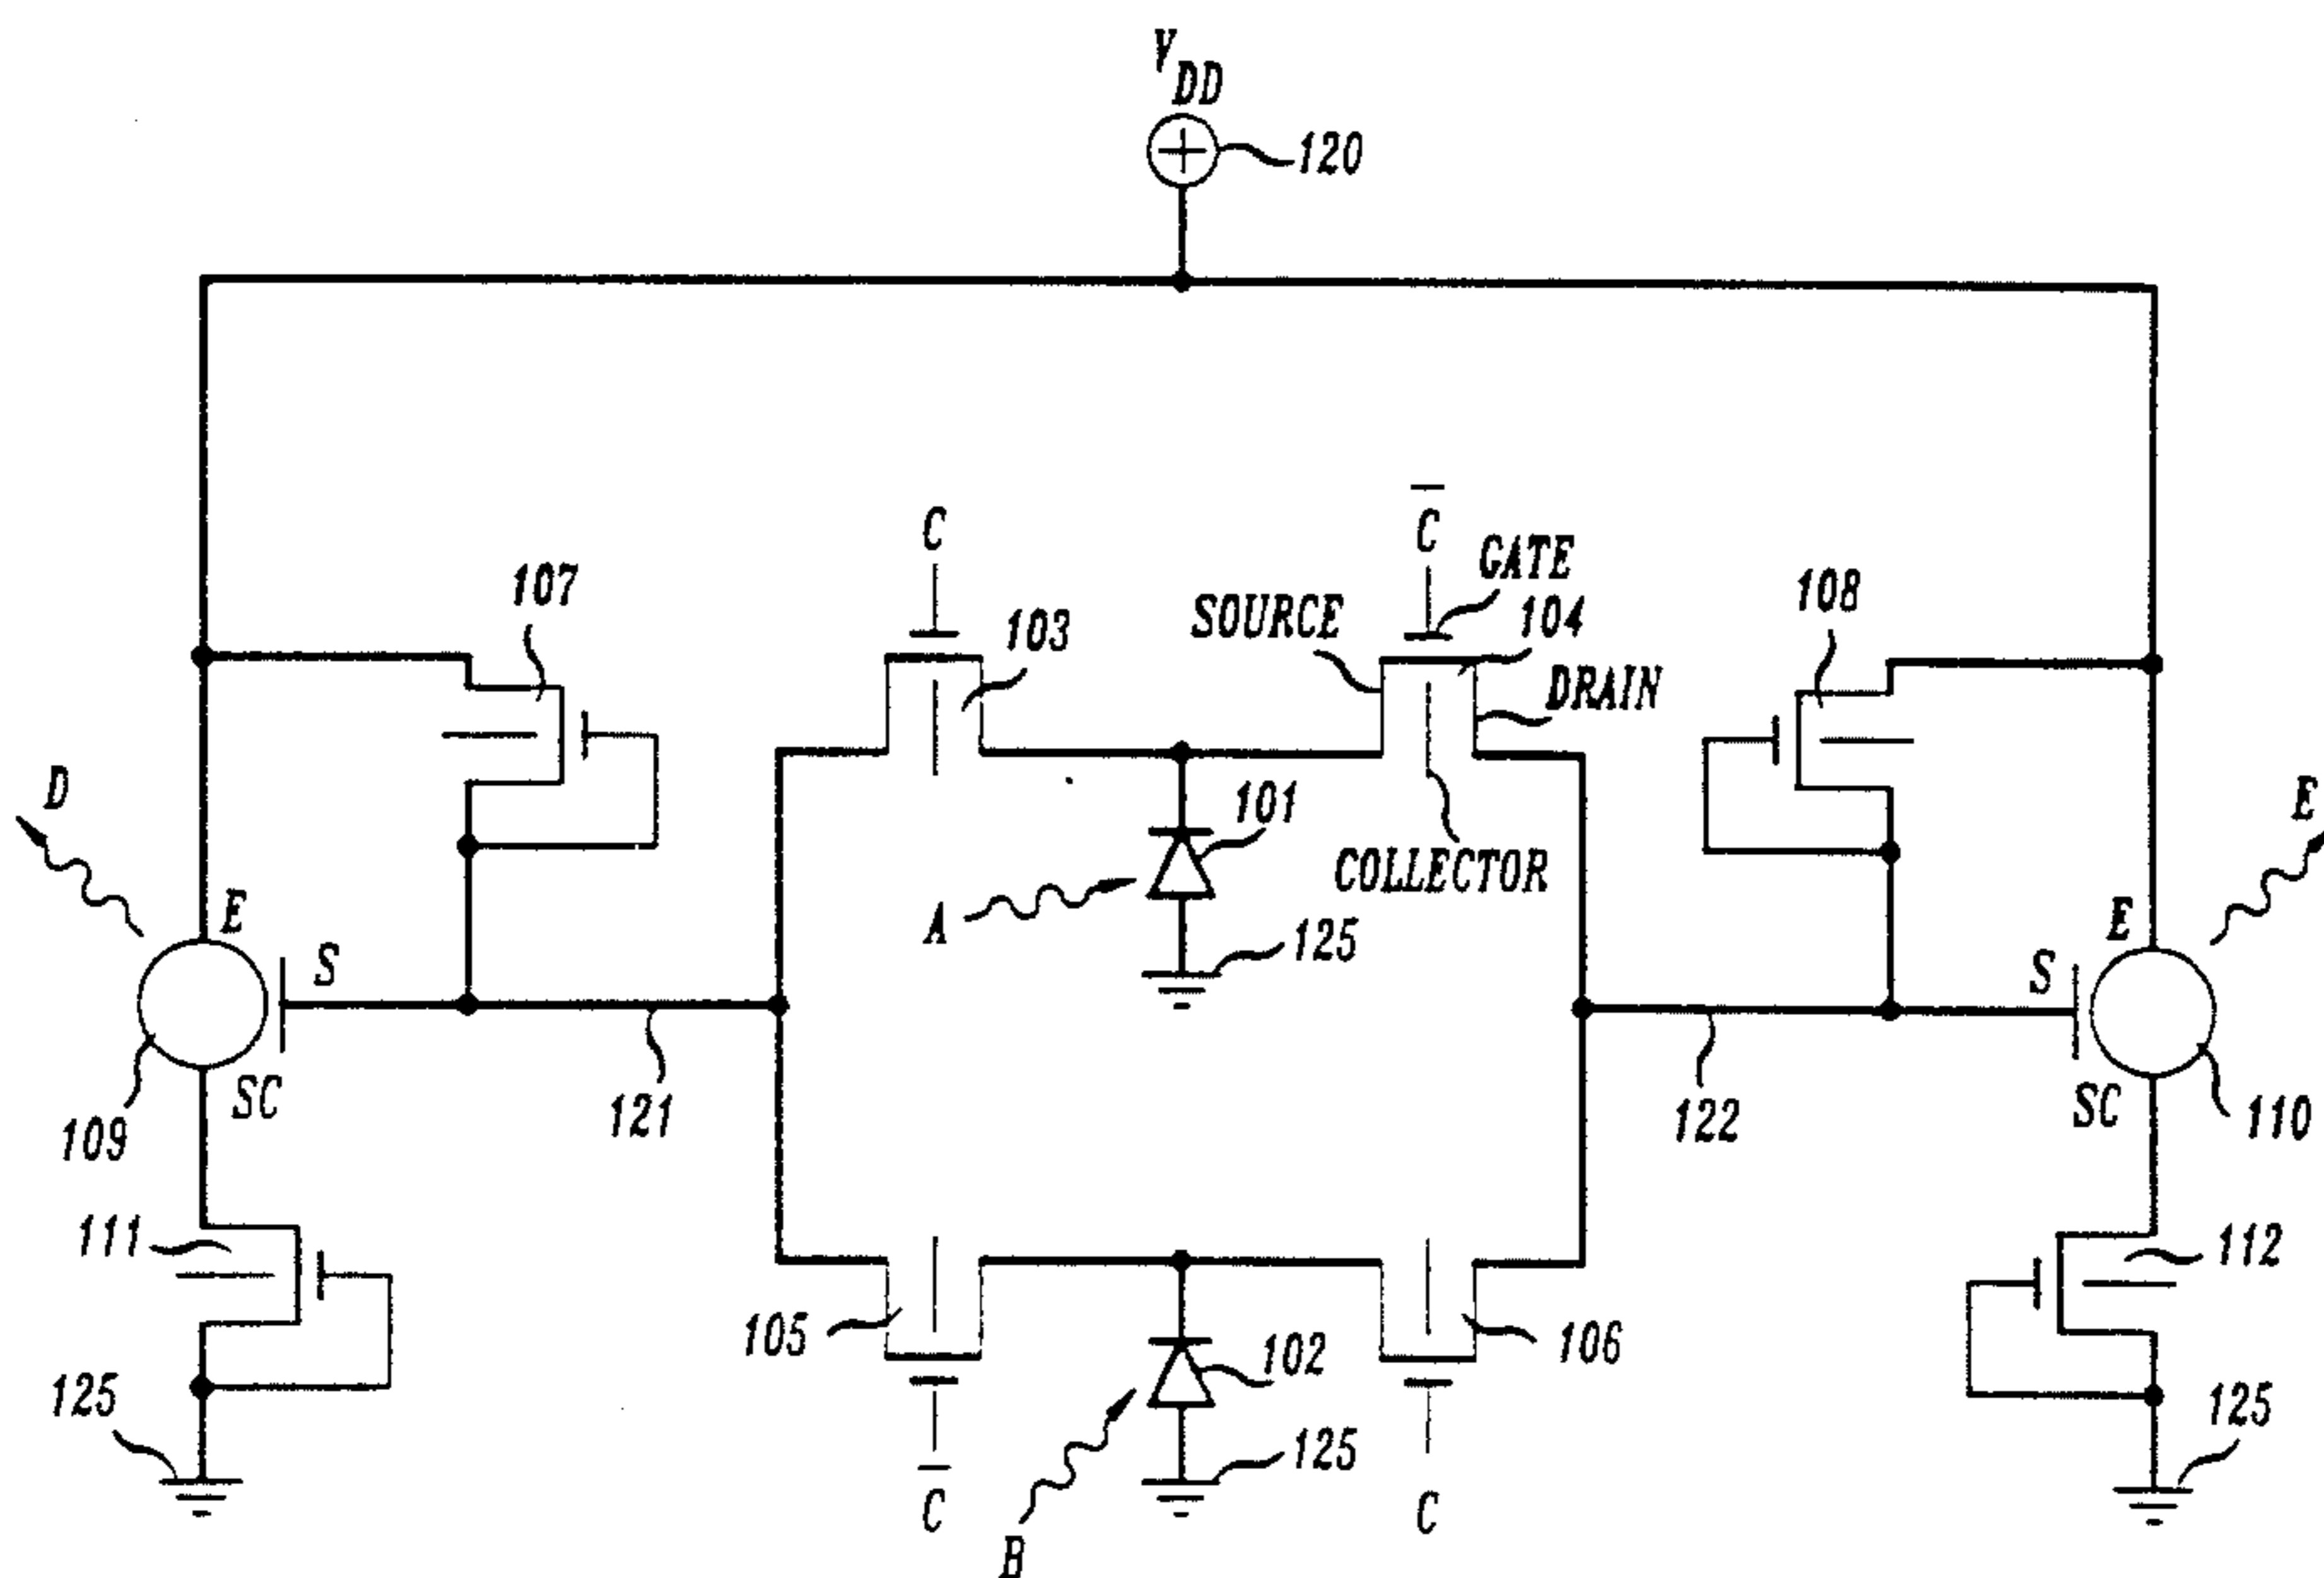 V
DD
120
C̅
C
C
GATE
107
103
SOURCE
104
108
DRAIN
D
101
E
COLLECTOR
A
125
E
S
E
S
SC
SC
109
121
122
110
111
112
105
102
106
125
125
125
C̅
C
B